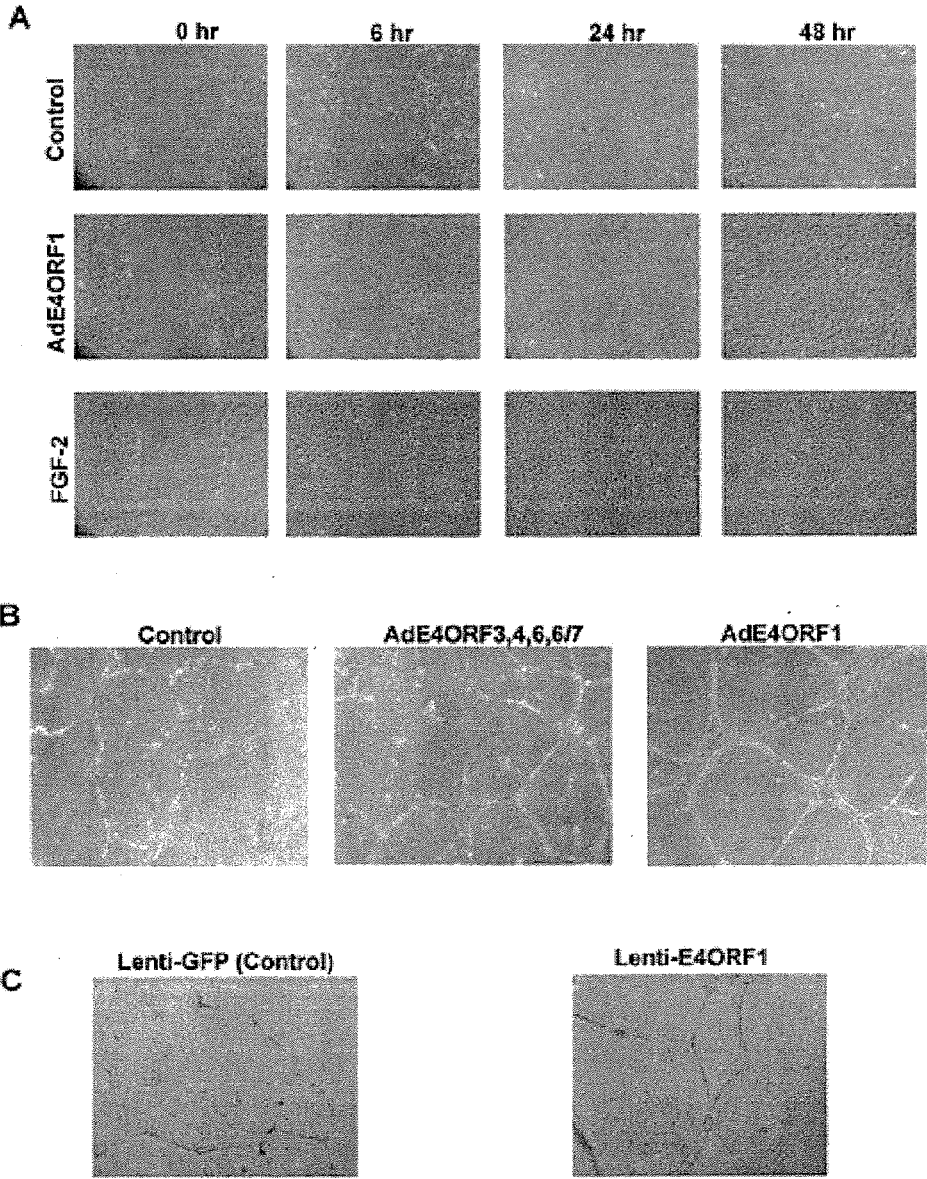 A
0 hr 6 hr 24 hr 48 hr
Control
AdE4ORF1
FGF-2
B
Control AdE4ORF3,4,6,6/7 AdE4ORF1
C
Lenti-GFP (Control) Lenti-E4ORF1